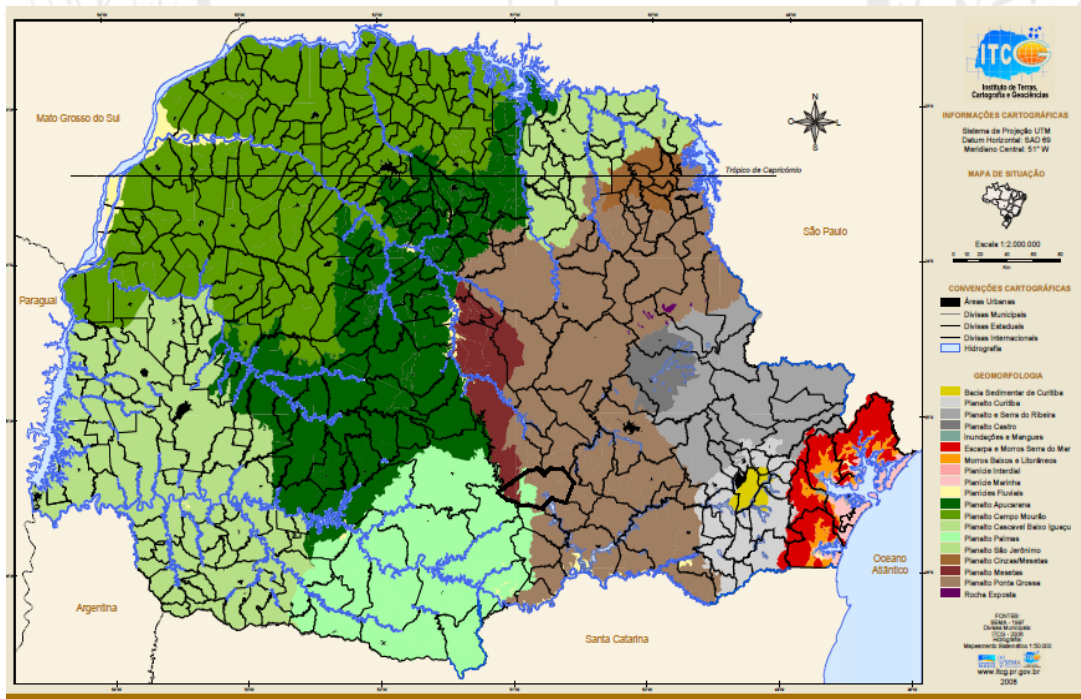 Mato Grosso do Sul
Paraguai
Argentina
Santa Catarina
São Paulo
Oceano
Atlântico
Trópico de Capricórnio
N
S
L
ITCG
Instituto de Terras,
Cartografia e Geociências
INFORMAÇÕES CARTOGRÁFICAS
Sistema de Projeção UTM
Datum Horizontal: SAD 69
Meridiano Central: 51° W
MAPA DE SITUAÇÃO
Escala 1:2.000.000
Km
CONVENÇÕES CARTOGRÁFICAS
Áreas Urbanas
Divisas Municipais
Divisas Estaduais
Divisas Internacionais
Hidrografia
GEOMORFOLOGIA
Bacia Sedimentar de Curitiba
Planalto Curitiba
Planalto e Serra do Ribeira
Planalto Castro
Inundações e Mangues
Escarpa e Morros Serra do Mar
Morros Baixos e Litorâneos
Planície Interdial
Planície Marinha
Planícies Fluviais
Planalto Apucarana
Planalto Campo Mourão
Planalto Cascavel Baixo Iguaçu
Planalto Palmas
Planalto São Jerônimo
Planalto Cinzas/Mesetas
Planalto Mesetas
Planalto Ponta Grossa
Rocha Exposta
FONTES:
SEMA - 1987
Divisas Municipais:
ITCG - 2008
Hidrografia:
Mapeamento Sistemático 1:50.000
www.itcg.pr.gov.br
2008